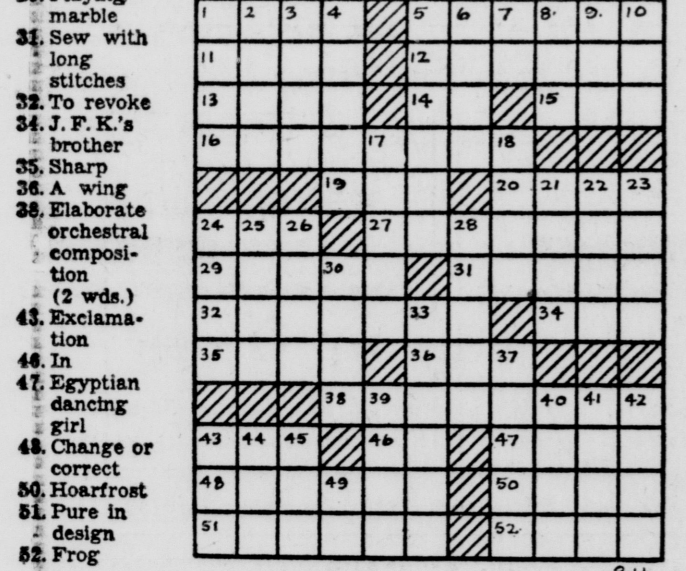 marble
31. Sew with
long
stitches
32. To revoke
34. J. F. K.'s
brother
35. Sharp
36. A wing
38. Elaborate
orchestral
composi-
tion
(2 wds.)
43. Exclama-
tion
46. In
47. Egyptian
dancing
girl
48. Change or
correct
50. Hoarfrost
51. Pure in
design
52. Frog
1 2 3 4 5 6 7 8 9 10
11 12
13 14 15
16 17 18
19 20 21 22 23
24 25 26 27 28
29 30 31
32 33 34
35 36 37
38 39 40 41 42
43 44 45 46 47
48 49 50
51 52